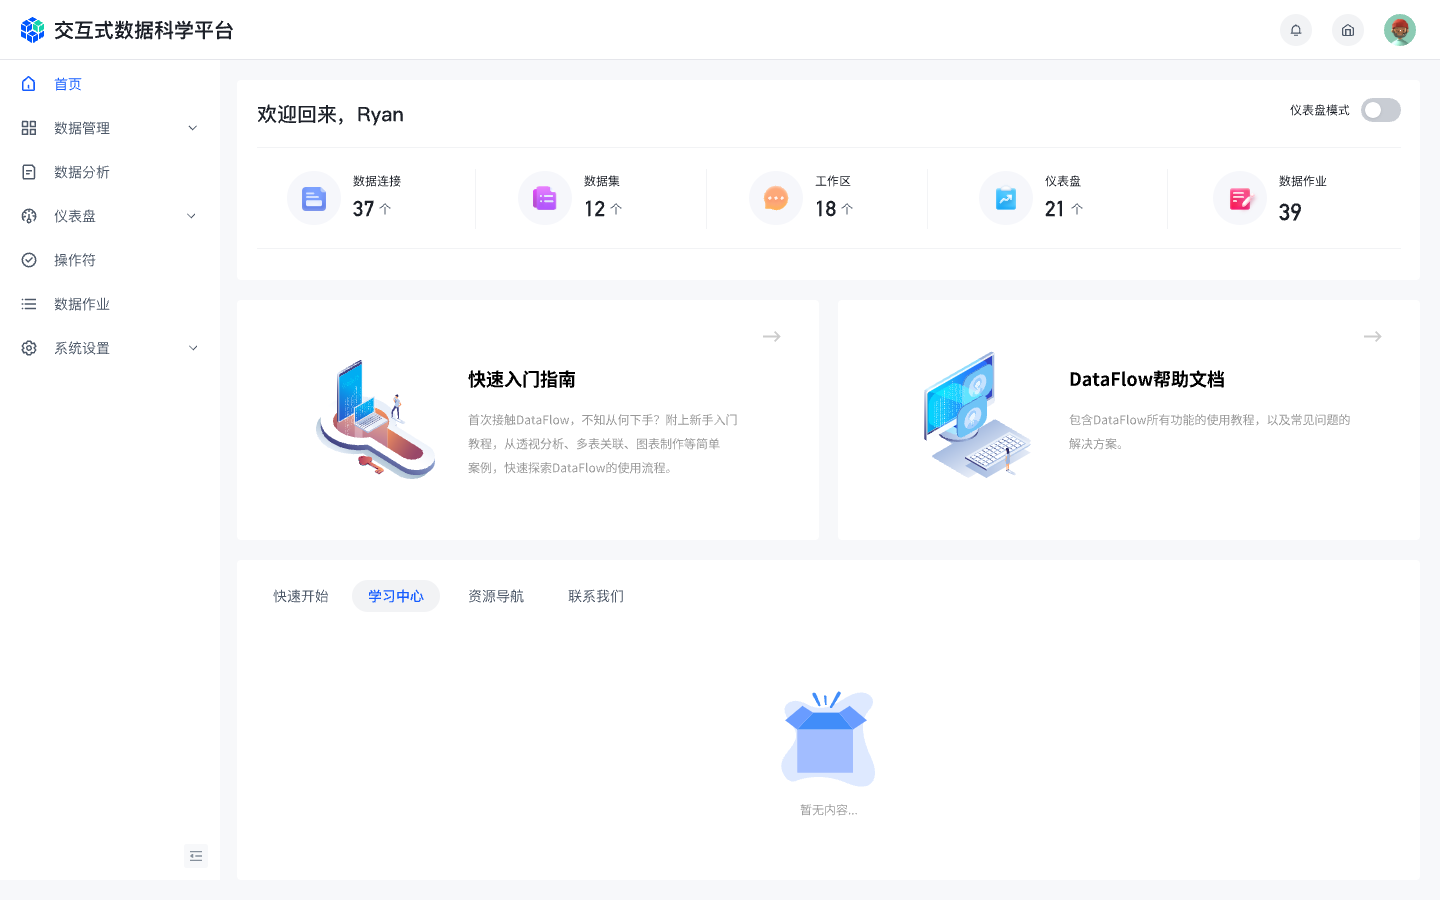 交互式数据科学平台
首页
数据管理
数据分析
仪表盘
操作符
数据作业
系统设置
欢迎回来，Ryan
仪表盘模式
数据连接
37 个
数据集
12 个
工作区
18 个
仪表盘
21 个
数据作业
39
快速入门指南
首次接触DataFlow，不知从何下手？附上新手入门
教程，从透视分析、多表关联、图表制作等简单
案例，快速探索DataFlow的使用流程。
DataFlow帮助文档
包含DataFlow所有功能的使用教程，以及常见问题的
解决方案。
快速开始
学习中心
资源导航
联系我们
暂无内容...